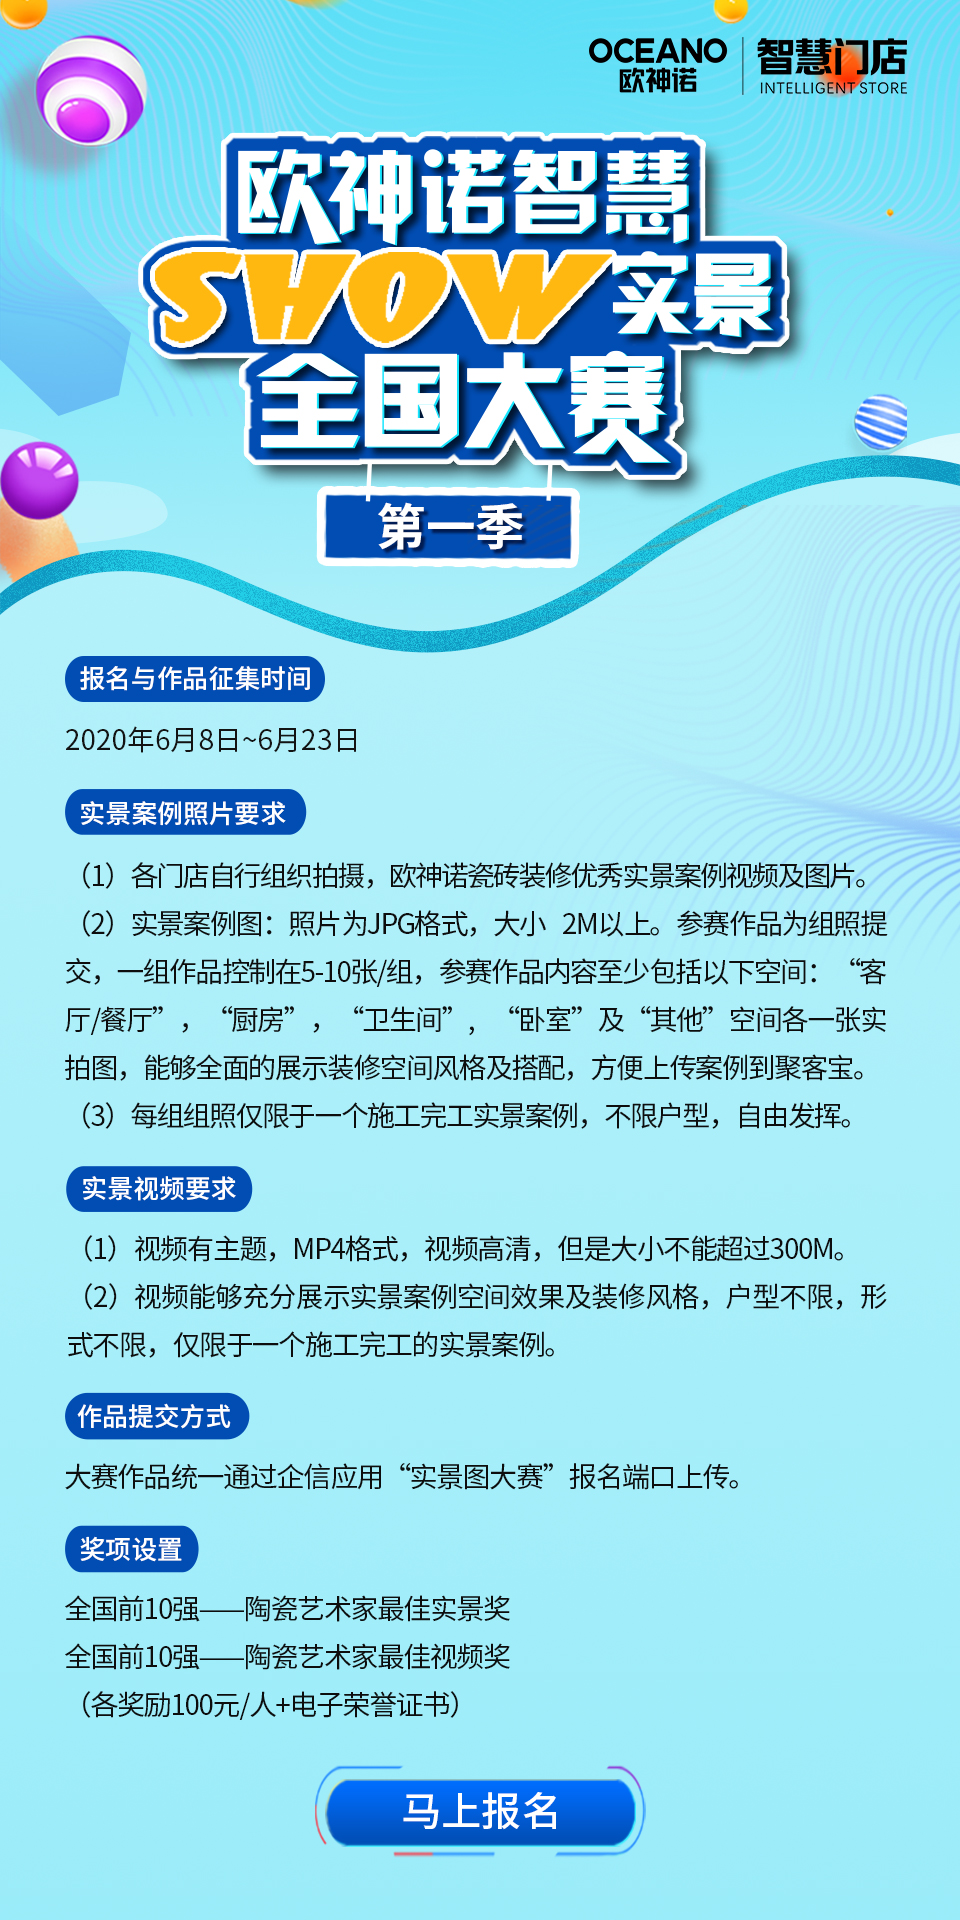 OCEANO
欧神诺
智慧门店
INTELLIGENT STORE
欧神诺智慧
SHOW实景
全国大赛
第一季
报名与作品征集时间
2020年6月8日~6月23日
实景案例照片要求
（1）各门店自行组织拍摄，欧神诺瓷砖装修优秀实景案例视频及图片。
（2）实景案例图：照片为JPG格式，大小 2M以上。参赛作品为组照提
交，一组作品控制在5-10张/组，参赛作品内容至少包括以下空间：“客
厅/餐厅”，“厨房”，“卫生间”,“卧室”及“其他”空间各一张实
拍图，能够全面的展示装修空间风格及搭配，方便上传案例到聚客宝。
（3）每组组照仅限于一个施工完工实景案例，不限户型，自由发挥。
实景视频要求
（1）视频有主题，MP4格式，视频高清，但是大小不能超过300M。
（2）视频能够充分展示实景案例空间效果及装修风格，户型不限，形
式不限，仅限于一个施工完工的实景案例。
作品提交方式
大赛作品统一通过企信应用“实景图大赛”报名端口上传。
奖项设置
全国前10强——陶瓷艺术家最佳实景奖
全国前10强——陶瓷艺术家最佳视频奖
（各奖励100元/人+电子荣誉证书）
马上报名